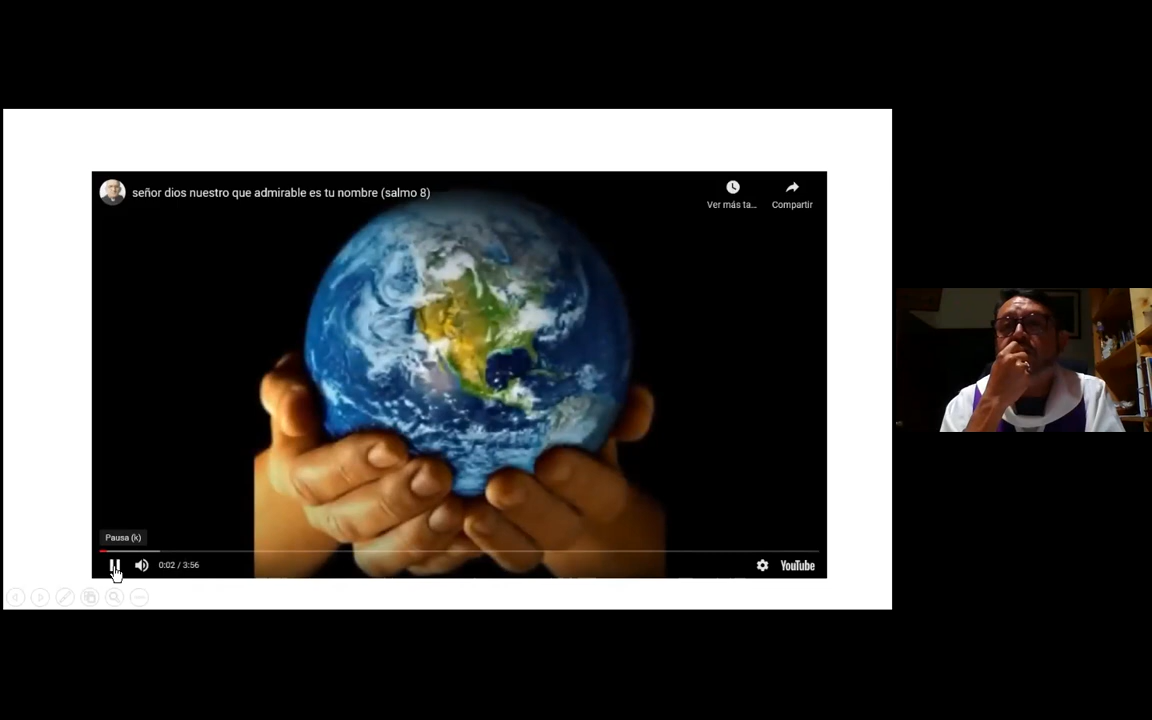 señor dios nuestro que admirable es tu nombre (salmo 8)
Ver más ta...
Compartir
Pausa (k)
0:02 / 3:56
YouTube